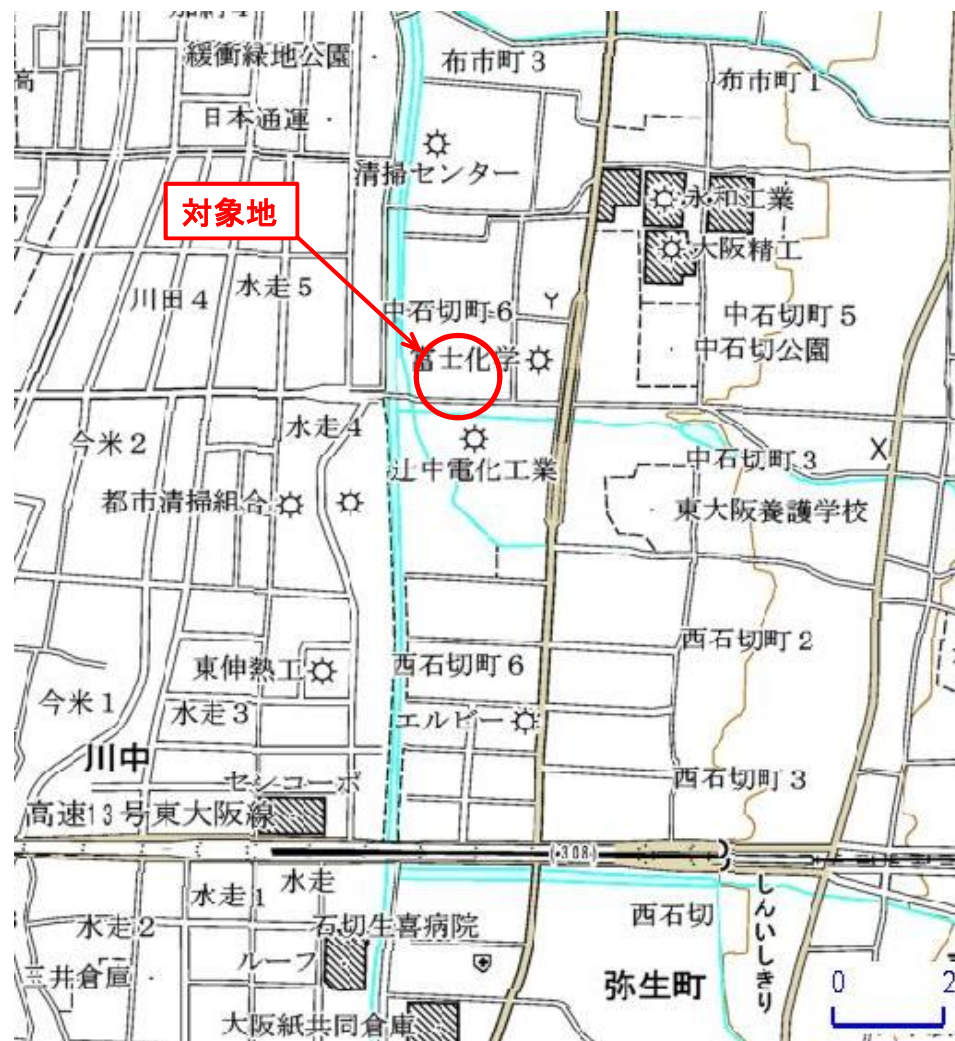 緩衝緑地公園
布市町3
布市町1
高
日本通運
清掃センター
対象地
永和工業
大阪精工
水走5
川田4
中石切町6
中石切町5
富士化学
中石切公園
水走4
今米2
辻中電化工業
中石切町3
都市清掃組合
東大阪養護学校
西石切町2
東伸熱工
西石切町6
今米1
水走3
エルビー
川中
センコーポ
西石切町3
高速13号東大阪線
(308)
水走1
水走
しんいしきり
水走2
石切生喜病院
西石切
ルーフ
三井倉庫
弥生町
大阪紙共同倉庫
0
2